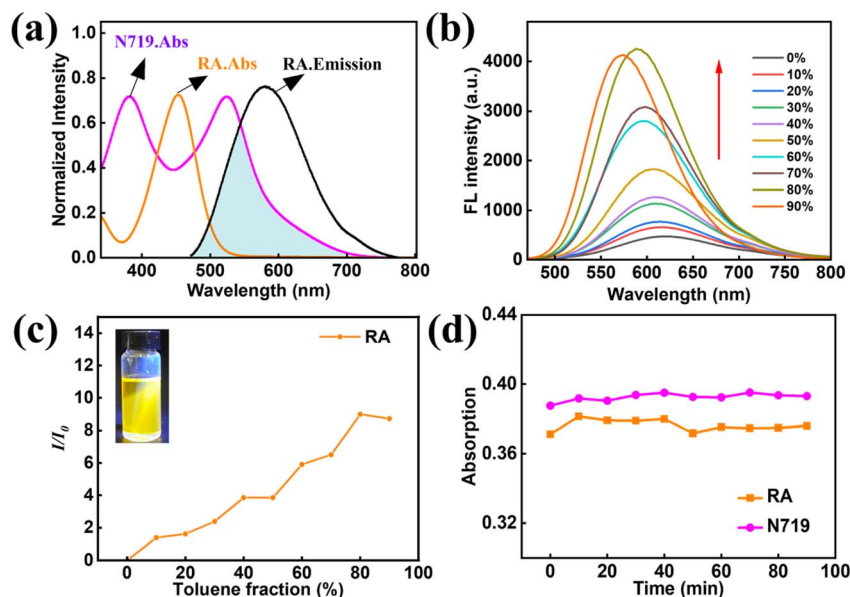 (a)
1.0
0.8
0.6
0.4
0.2
0.0
Normalized Intensity
N719.Abs
RA.Abs
RA.Emission
400 500 600 700 800
Wavelength (nm)
(b)
4000
3000
2000
1000
0
FL intensity (a.u.)
0%
10%
20%
30%
40%
50%
60%
70%
80%
90%
500 550 600 650 700 750 800
Wavelength (nm)
(c)
14
12
10
8
6
4
2
0
I/I0
RA
0 20 40 60 80 100
Toluene fraction (%)
(d)
0.44
0.40
0.36
0.32
Absorption
RA
N719
0 20 40 60 80 100
Time (min)